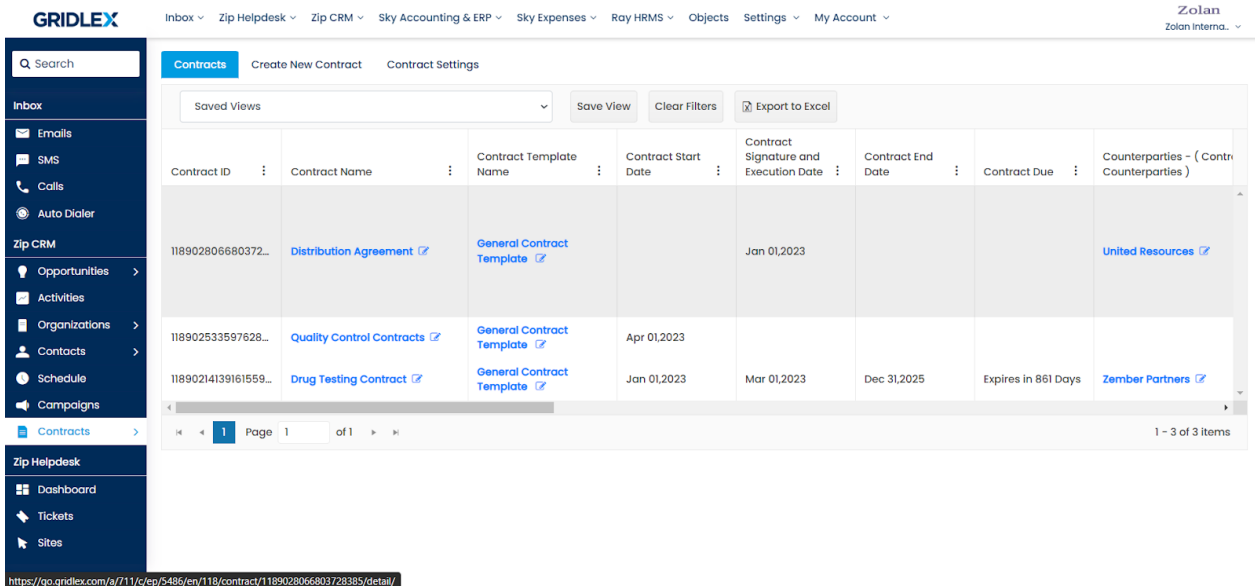 GRIDLEX
Inbox Zip Helpdesk Zip CRM Sky Accounting & ERP Sky Expenses Ray HRMS Objects Settings My Account
Zolan
Zolan Interna..
Search
Inbox
Emails
SMS
Calls
Auto Dialer
Zip CRM
Opportunities
Activities
Organizations
Contacts
Schedule
Campaigns
Contracts
Zip Helpdesk
Dashboard
Tickets
Sites
Contracts Create New Contract Contract Settings
Saved Views Save View Clear Filters Export to Excel
Contract ID
Contract Name
Contract Template
Name
Contract Start
Date
Contract
Signature and
Execution Date
Contract End
Date
Contract Due
Counterparties - ( Contr
Counterparties )
118902806680372...
Distribution Agreement
General Contract
Template
Jan 01,2023
United Resources
118902533597628...
Quality Control Contracts
General Contract
Template
Apr 01,2023
11890214139161559...
Drug Testing Contract
General Contract
Template
Jan 01,2023
Mar 01,2023
Dec 31,2025
Expires in 861 Days
Zember Partners
1 Page 1 of 1
1 - 3 of 3 items
https://go.gridlex.com/a/711/c/ep/5486/en/118/contract/1189028066803728385/detail/